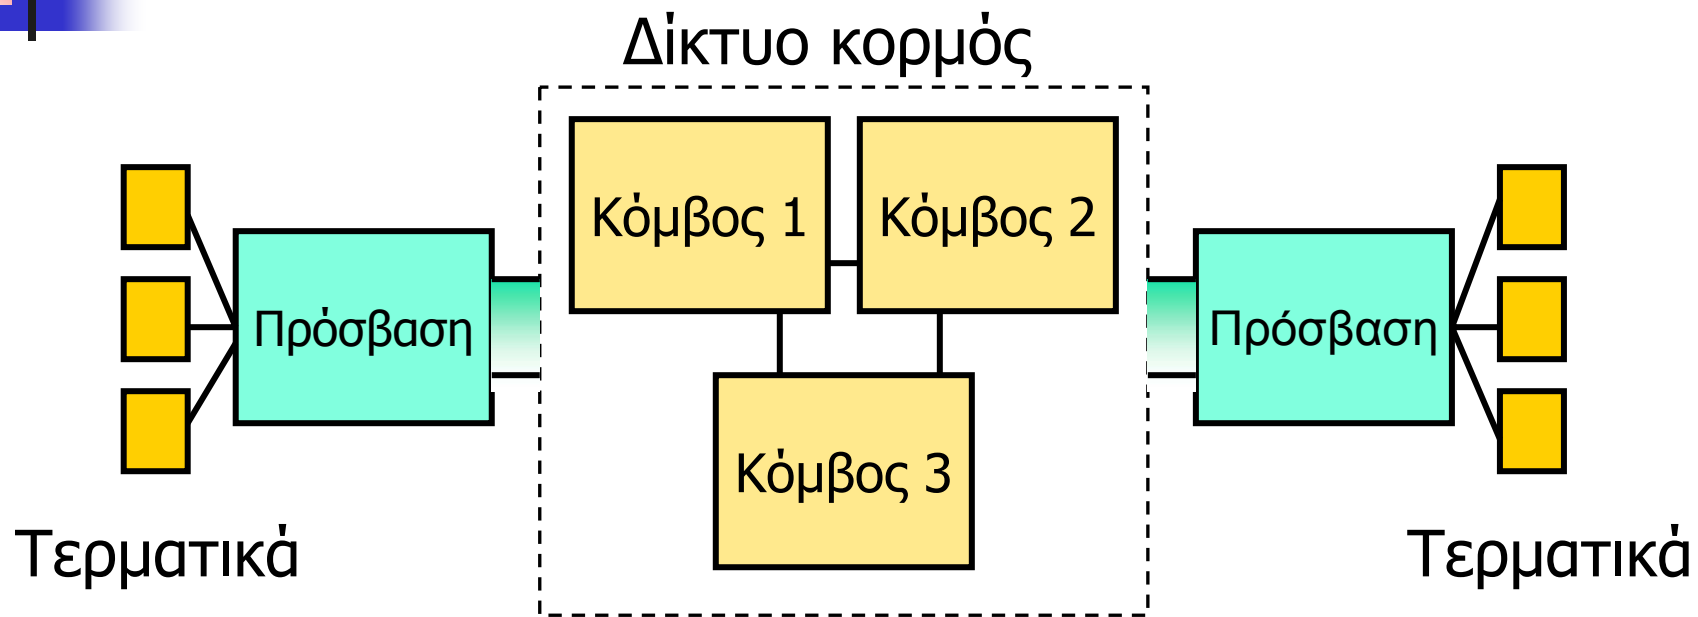 Δίκτυο κορμός
Κόμβος 1
Κόμβος 2
Πρόσβαση
Πρόσβαση
Κόμβος 3
Τερματικά
Τερματικά